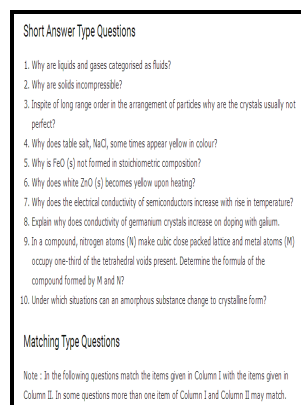 Short Answer Type Questions
1. Why are liquids and gases categorised as fluids?
2. Why are solids incompressible?
3. Inspite of long range order in the arrangement of particles why are the crystals usually not
perfect?
4. Why does table salt, NaCl, some times appear yellow in colour?
5. Why is FeO (s) not formed in stoichiometric composition?
6. Why does white ZnO (s) becomes yellow upon heating?
7. Why does the electrical conductivity of semiconductors increase with rise in temperature?
8. Explain why does conductivity of germanium crystals increase on doping with galium.
9. In a compound, nitrogen atoms (N) make cubic close packed lattice and metal atoms (M)
occupy one-third of the tetrahedral voids present. Determine the formula of the
compound formed by M and N?
10. Under which situations can an amorphous substance change to crystalline form?
Matching Type Questions
Note : In the following questions match the items given in Column I with the items given in
Column II. In some questions more than one item of Column I and Column II may match.